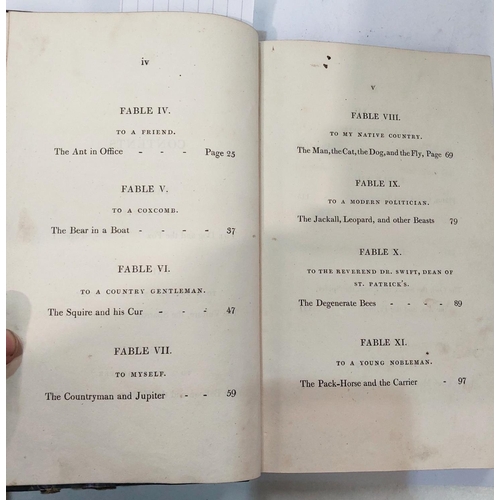 iv
FABLE IV.
TO A FRIEND.
The Ant in Office - - - Page 25
FABLE V.
TO A COXCOMB.
The Bear in a Boat - - - - 37
FABLE VI.
TO A COUNTRY GENTLEMAN.
The Squire and his Cur - - - 47
FABLE VII.
TO MYSELF.
The Countryman and Jupiter - - 59
v
FABLE VIII.
TO MY NATIVE COUNTRY.
The Man, the Cat, the Dog, and the Fly, Page 69
FABLE IX.
TO A MODERN POLITICIAN.
The Jackall, Leopard, and other Beasts 79
FABLE X.
TO THE REVEREND DR. SWIFT, DEAN OF
ST. PATRICK'S.
The Degenerate Bees - - - - 89
FABLE XI.
TO A YOUNG NOBLEMAN.
The Pack-Horse and the Carrier - 97